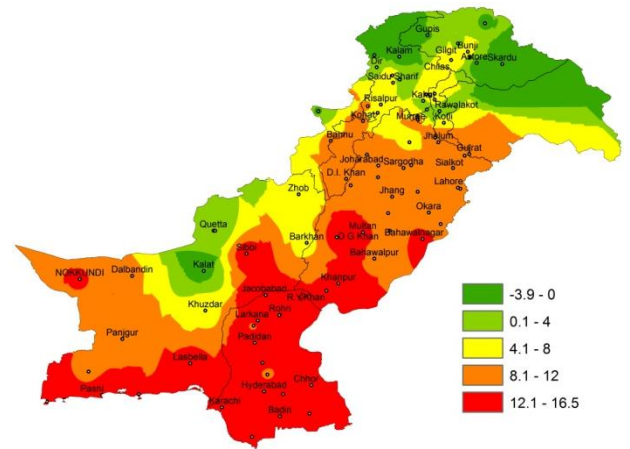 Gupis
Kalam
Gilgit
Bunji
Dir
Astore
Skardu
Chilas
Saidu Sharif
Risalpur
Kakul
Rawalakot
Kohat
Murree
Kotli
Bannu
Jhelum
Joharabad
Sargodha
Gujrat
Sialkot
D.I. Khan
Lahore
Zhob
Jhang
Okara
Quetta
Multan
Barkhan
D.G.Khan
Bahawalnagar
Sibbi
Bahawalpur
Kalat
NOKKUNDI
Dalbandin
Khanpur
Jacobabad
R.Y.Khan
Khuzdar
Larkana
Rohri
Panjgur
Padidan
Lasbella
Pasni
Hyderabad
Chhor
Karachi
Badin
-3.9 - 0
0.1 - 4
4.1 - 8
8.1 - 12
12.1 - 16.5